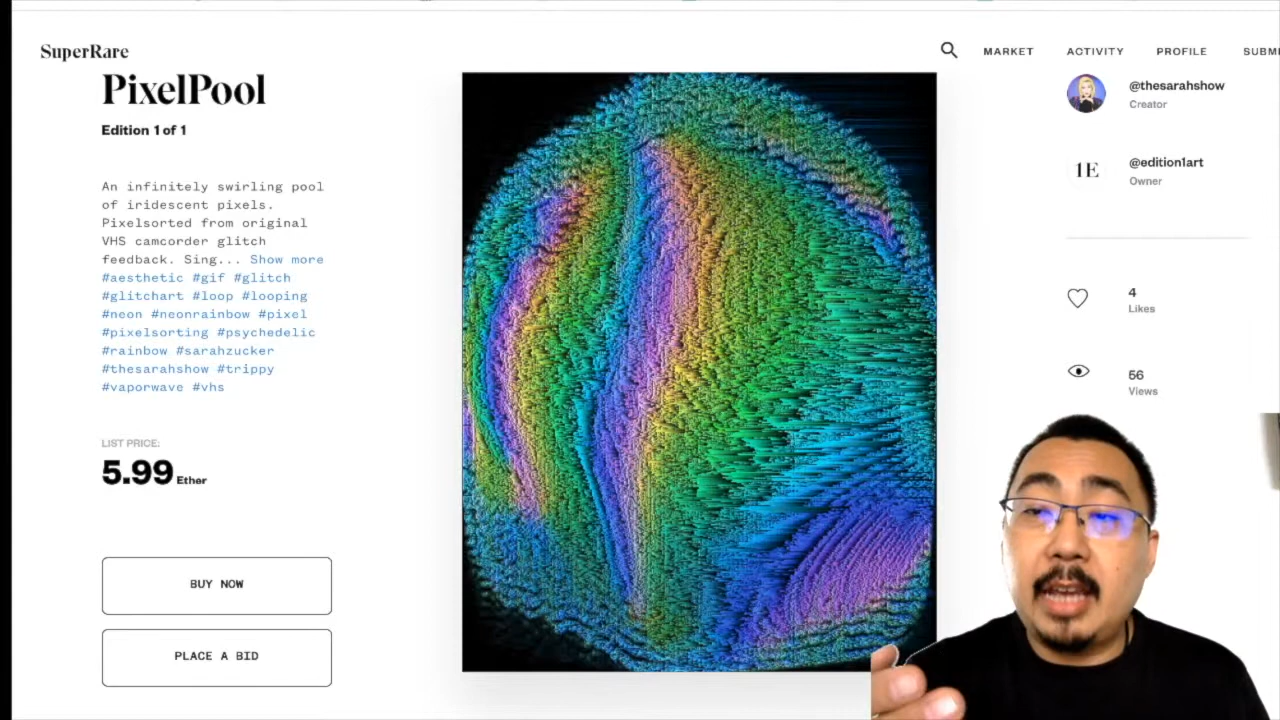 SuperRare
MARKET
ACTIVITY
PROFILE
SUBMI
PixelPool
Edition 1 of 1
An infinitely swirling pool
of iridescent pixels.
Pixelsorted from original
VHS camcorder glitch
feedback. Sing... Show more
#aesthetic #gif #glitch
#glitchart #loop #looping
#neon #neonrainbow #pixel
#pixelsorting #psychedelic
#rainbow #sarahzucker
#thesarahshow #trippy
#vaporwave #vhs
LIST PRICE:
5.99 Ether
BUY NOW
PLACE A BID
@thesarahshow
Creator
1E
@edition1art
Owner
4
Likes
56
Views